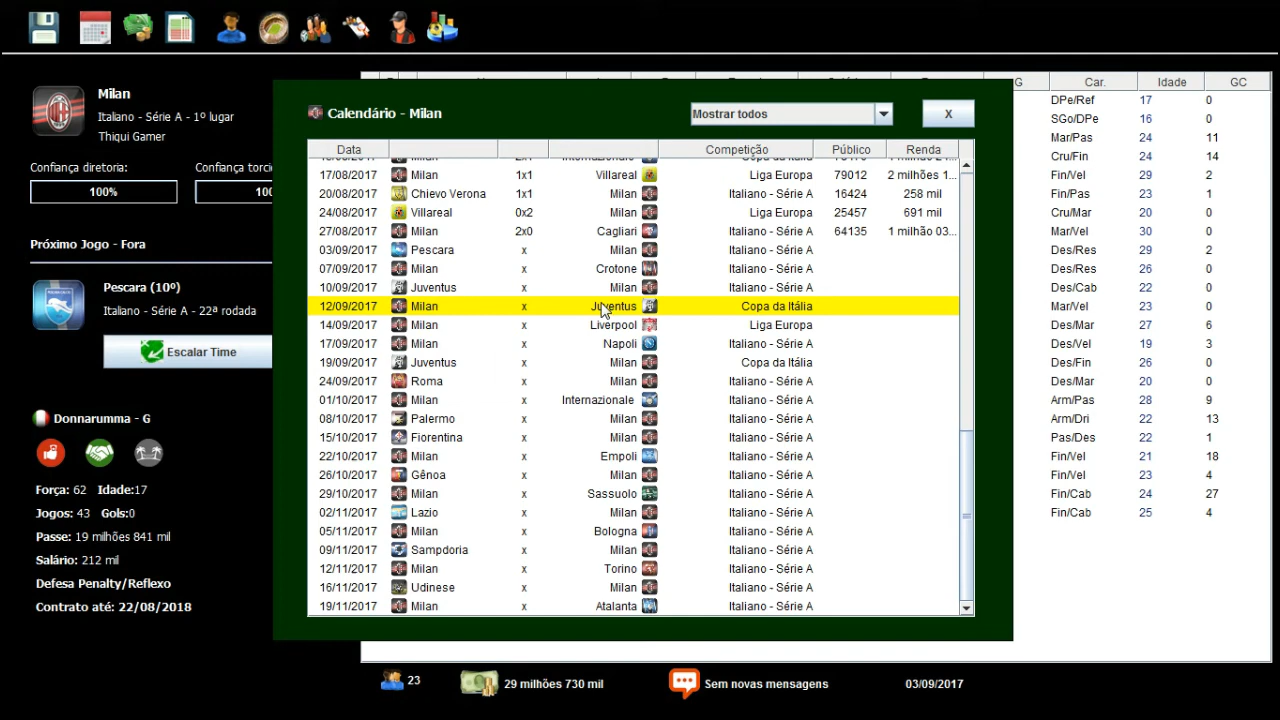 Milan
Italiano - Série A - 1º lugar
Thiqui Gamer
Confiança diretoria:
Confiança torcid
100%
100
Próximo Jogo - Fora
Pescara (10º)
Italiano - Série A - 22ª rodada
Escalar Time
Donnarumma - G
Força: 62 Idade:17
Jogos: 43 Gols:0
Passe: 19 milhões 841 mil
Salário: 212 mil
Defesa Penalty/Reflexo
Contrato até: 22/08/2018
Calendário - Milan
Mostrar todos
X
Data Competição Público Renda
17/08/2017 Milan 1x1 Villareal Liga Europa 79012 2 milhões 1...
20/08/2017 Chievo Verona 1x1 Milan Italiano - Série A 16424 258 mil
24/08/2017 Villareal 0x2 Milan Liga Europa 25457 691 mil
27/08/2017 Milan 2x0 Cagliari Italiano - Série A 64135 1 milhão 03...
03/09/2017 Pescara x Milan Italiano - Série A
07/09/2017 Milan x Crotone Italiano - Série A
10/09/2017 Juventus x Milan Italiano - Série A
12/09/2017 Milan x Juventus Copa da Itália
14/09/2017 Milan x Liverpool Liga Europa
17/09/2017 Milan x Napoli Italiano - Série A
19/09/2017 Juventus x Milan Copa da Itália
24/09/2017 Roma x Milan Italiano - Série A
01/10/2017 Milan x Internazionale Italiano - Série A
08/10/2017 Palermo x Milan Italiano - Série A
15/10/2017 Fiorentina x Milan Italiano - Série A
22/10/2017 Milan x Empoli Italiano - Série A
26/10/2017 Gênoa x Milan Italiano - Série A
29/10/2017 Milan x Sassuolo Italiano - Série A
02/11/2017 Lazio x Milan Italiano - Série A
05/11/2017 Milan x Bologna Italiano - Série A
09/11/2017 Sampdoria x Milan Italiano - Série A
12/11/2017 Milan x Torino Italiano - Série A
16/11/2017 Udinese x Milan Italiano - Série A
19/11/2017 Milan x Atalanta Italiano - Série A
G Car. Idade GC
DPe/Ref 17 0
SGo/DPe 16 0
Mar/Pas 24 11
Cru/Fin 24 14
Fin/Vel 29 2
Fin/Pas 23 1
Cru/Mar 20 0
Mar/Vel 30 0
Des/Res 29 2
Des/Res 26 0
Des/Cab 22 0
Mar/Vel 23 0
Des/Mar 27 6
Des/Vel 19 3
Des/Fin 26 0
Des/Mar 20 0
Arm/Pas 28 9
Arm/Dri 22 13
Pas/Des 22 1
Fin/Vel 21 18
Fin/Vel 23 4
Fin/Cab 24 27
Fin/Cab 25 4
23
29 milhões 730 mil
Sem novas mensagens
03/09/2017